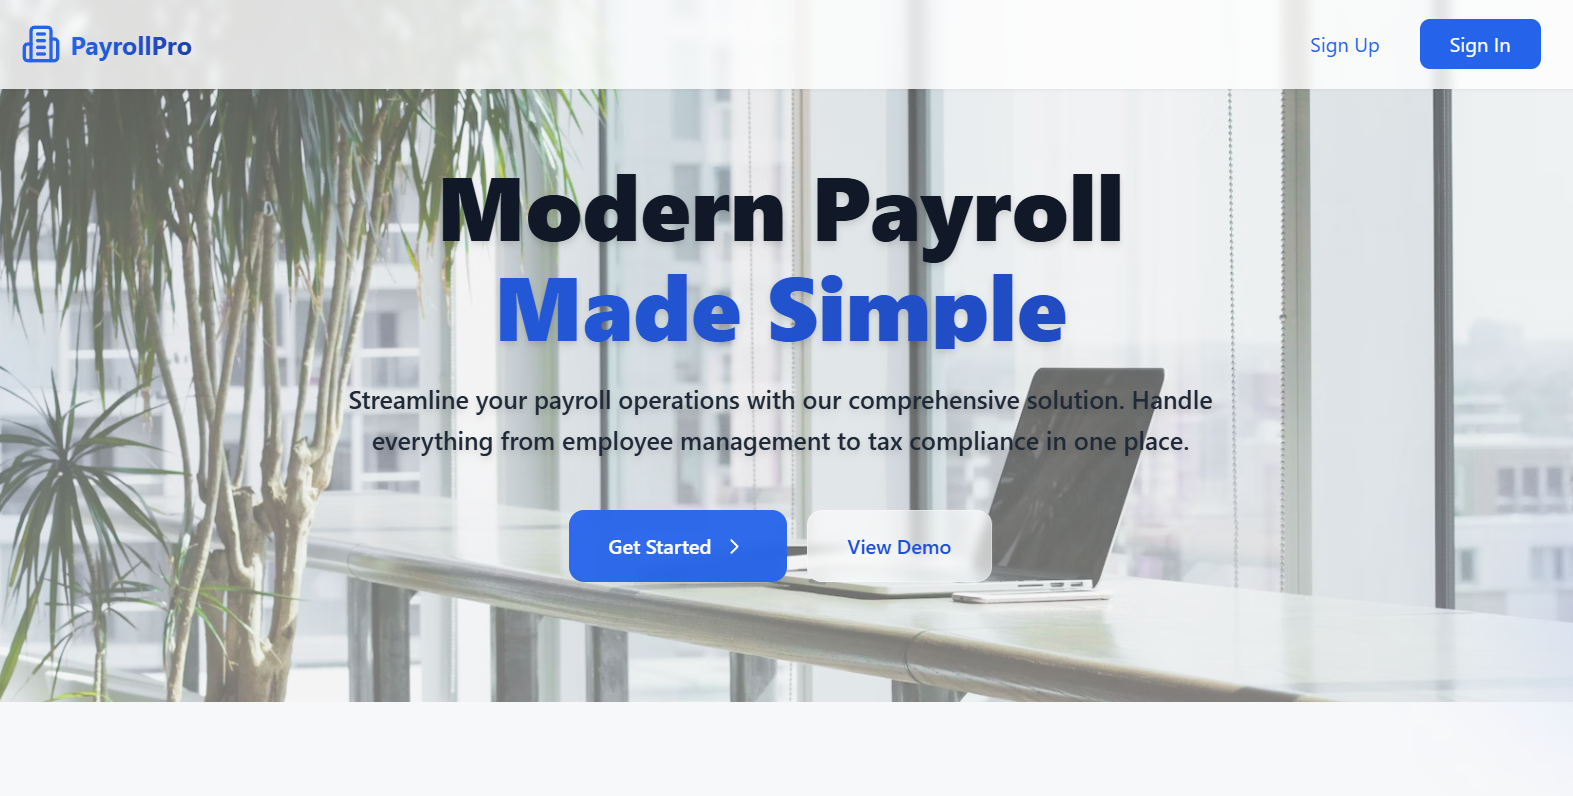 PayrollPro
Sign Up
Sign In
Modern Payroll
Made Simple
Streamline your payroll operations with our comprehensive solution. Handle
everything from employee management to tax compliance in one place.
Get Started
View Demo